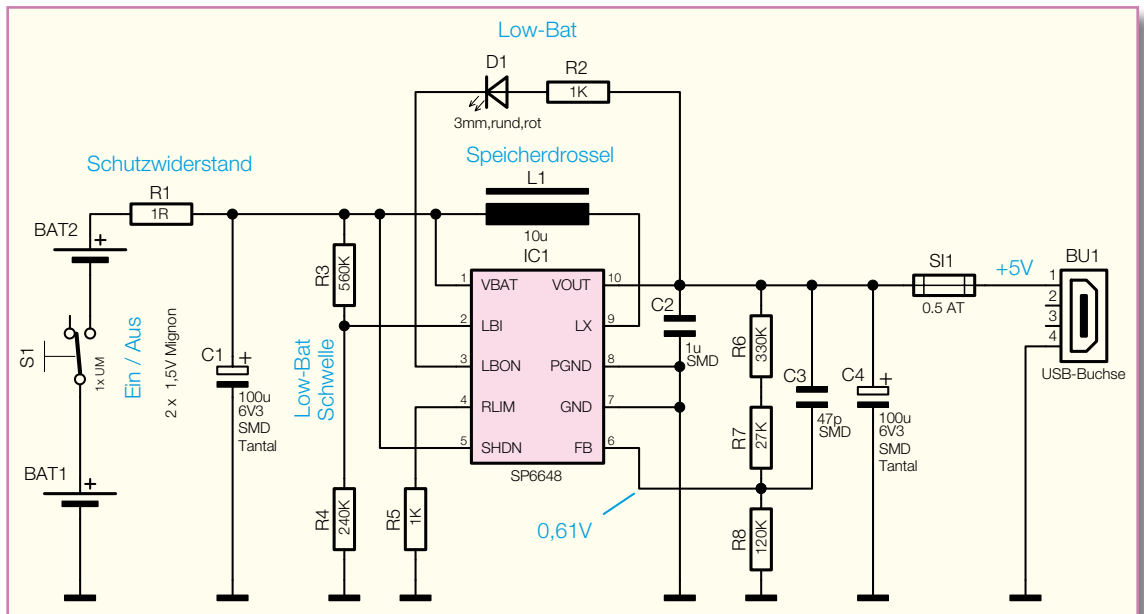 Low-Bat
D1
R2
1K
3mm,rund,rot
Schutzwiderstand
Speicherdrossel
R1
1R
L1
10u
BAT2
+
R3
560K
IC1
1
VBAT
VOUT
10
2
LBI
LX
9
3
LBON
PGND
8
4
RLIM
GND
7
5
SHDN
FB
6
SP6648
C2
1u
SMD
SI1
0.5 AT
+5V
BU1
1
2
3
4
USB-Buchse
S1
1x UM
Ein / Aus
2 x 1,5V Mignon
C1
+
100u
6V3
SMD
Tantal
Low-Bat
Schwelle
R6
330K
C3
47p
SMD
C4
+
100u
6V3
SMD
Tantal
R7
27K
BAT1
+
R4
240K
R5
1K
0,61V
R8
120K